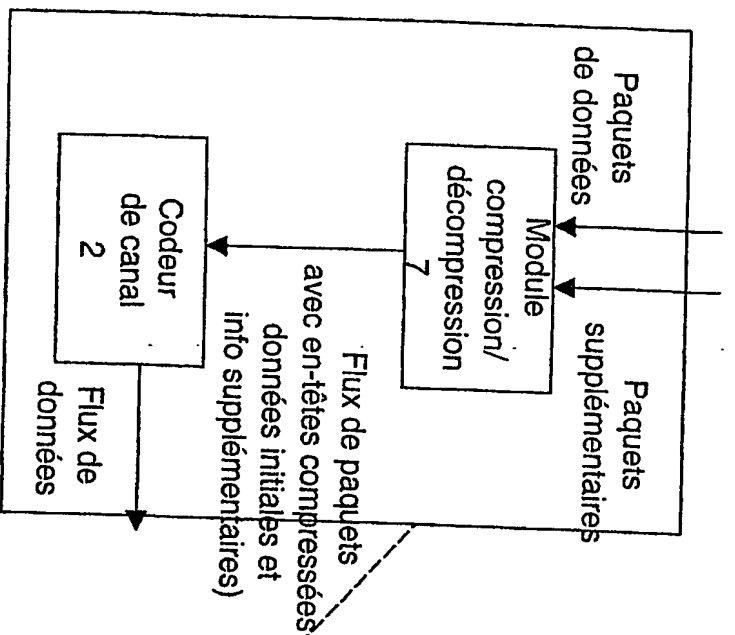 Paquets
de données
Paquets
supplémentaires
Module
compression/
décompression
7
Flux de paquets
avec en-têtes compressées
données initiales et
info supplémentaires)
Codeur
de canal
2
Flux de
données